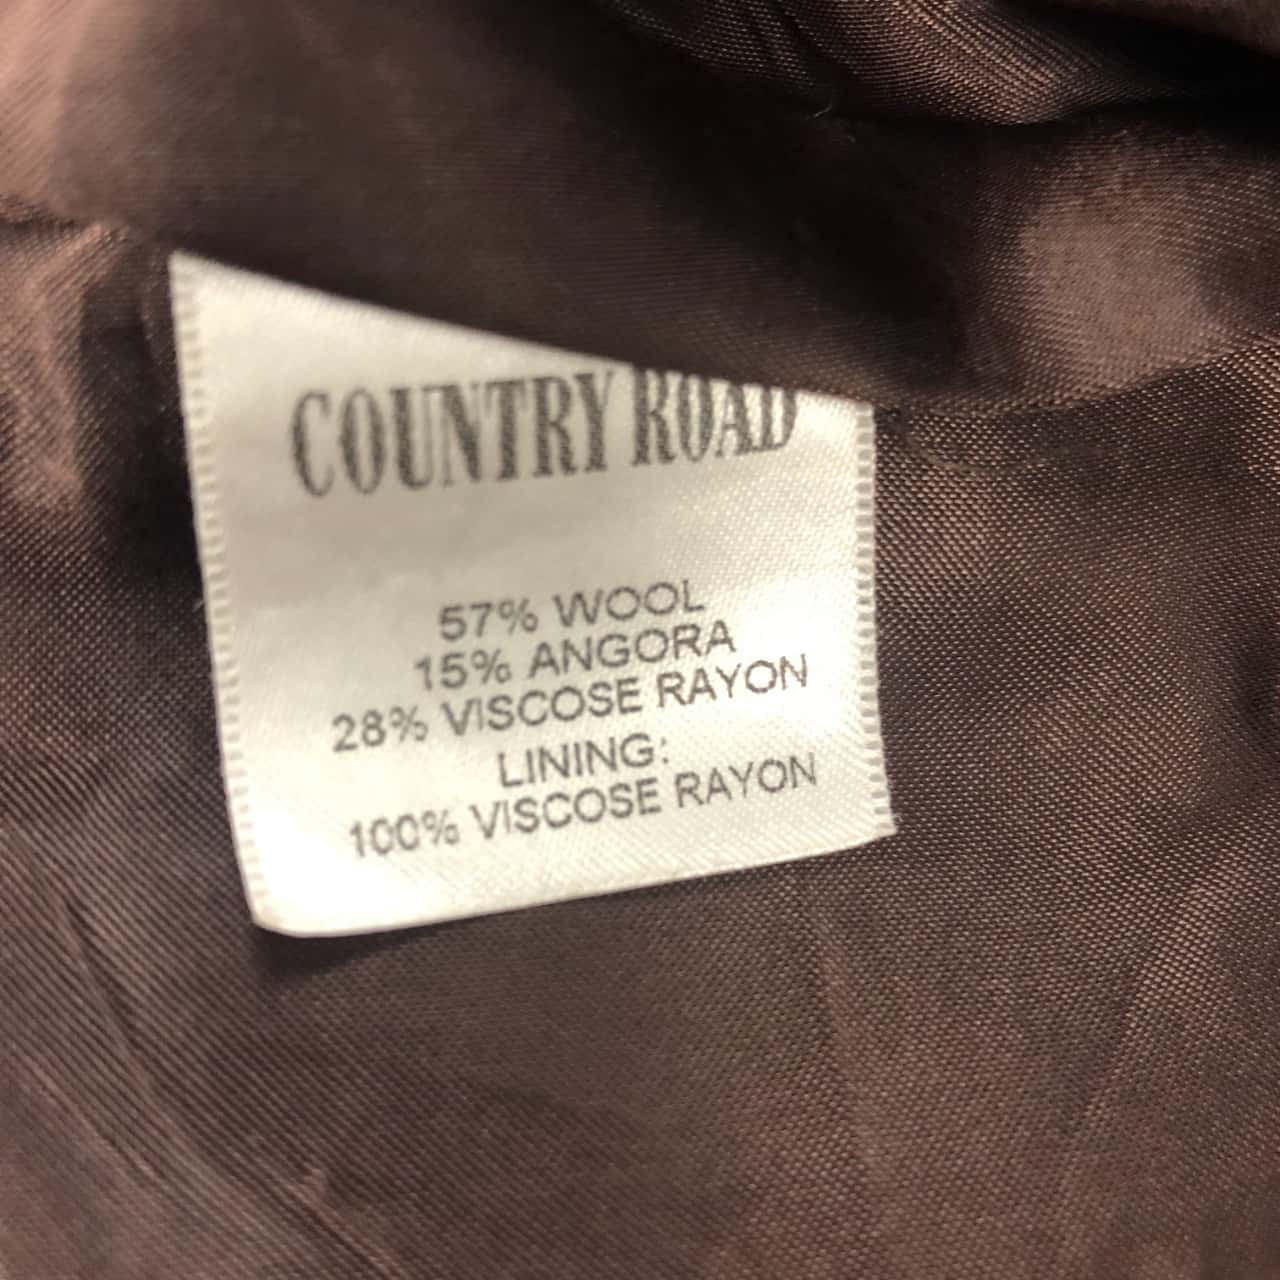 COUNTRY ROAD
57% WOOL
15% ANGORA
28% VISCOSE RAYON
LINING:
100% VISCOSE RAYON